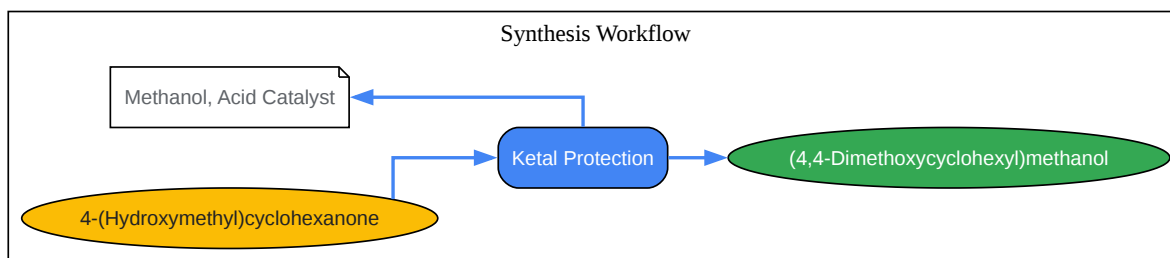 Synthesis Workflow
Methanol, Acid Catalyst
Ketal Protection
(4,4-Dimethoxycyclohexyl)methanol
4-(Hydroxymethyl)cyclohexanone